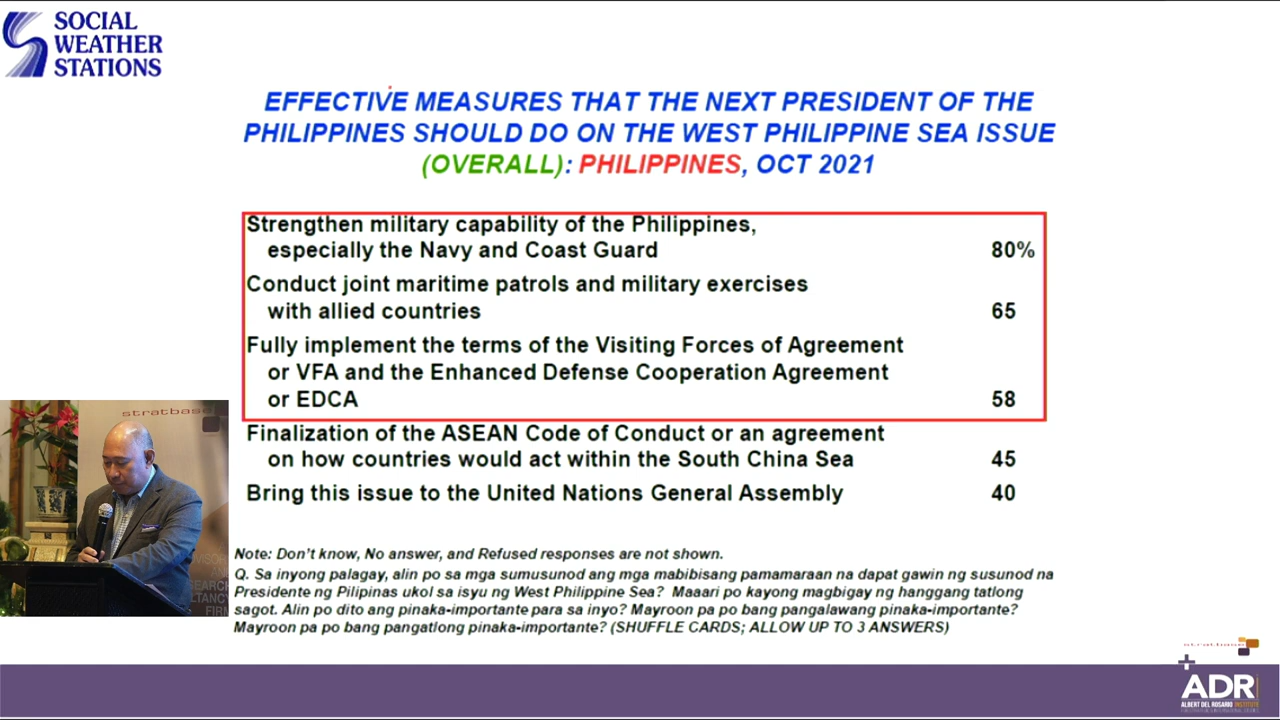 SOCIAL
WEATHER
STATIONS
EFFECTIVE MEASURES THAT THE NEXT PRESIDENT OF THE
PHILIPPINES SHOULD DO ON THE WEST PHILIPPINE SEA ISSUE
(OVERALL): PHILIPPINES, OCT 2021
Strengthen military capability of the Philippines,
especially the Navy and Coast Guard 80%
Conduct joint maritime patrols and military exercises
with allied countries 65
Fully implement the terms of the Visiting Forces of Agreement
or VFA and the Enhanced Defense Cooperation Agreement
or EDCA 58
Finalization of the ASEAN Code of Conduct or an agreement
on how countries would act within the South China Sea 45
Bring this issue to the United Nations General Assembly 40
Note: Don't know, No answer, and Refused responses are not shown.
Q. Sa inyong palagay, alin po sa mga sumusunod ang mga mabibisang pamamaraan na dapat gawin ng susunod na
Presidente ng Pilipinas ukol sa isyu ng West Philippine Sea? Maaari po kayong magbigay ng hanggang tatlong
sagot. Alin po dito ang pinaka-importante para sa inyo? Mayroon pa po bang pangalawang pinaka-importante?
Mayroon pa po bang pangatlong pinaka-importante? (SHUFFLE CARDS; ALLOW UP TO 3 ANSWERS)
stratbase
FIRM
stratbase
ADR
ALBERT DEL ROSARIO INSTITUTE